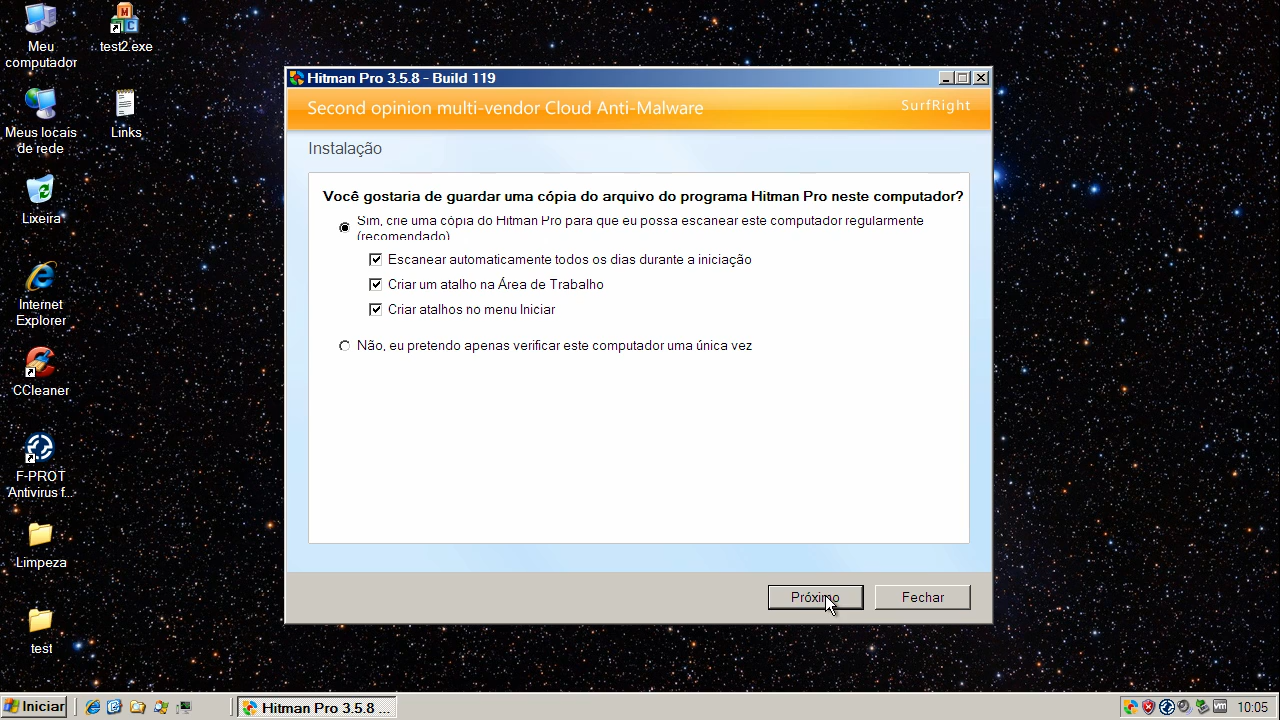 Meu
computador
test2.exe
Meus locais
de rede
Links
Lixeira
Internet
Explorer
CCleaner
F-PROT
Antivirus f...
Limpeza
test
Hitman Pro 3.5.8 - Build 119
Second opinion multi-vendor Cloud Anti-Malware
SurfRight
Instalação
Você gostaria de guardar uma cópia do arquivo do programa Hitman Pro neste computador?
Sim, crie uma cópia do Hitman Pro para que eu possa escanear este computador regularmente
(recomendado)
Escanear automaticamente todos os dias durante a iniciação
Criar um atalho na Área de Trabalho
Criar atalhos no menu Iniciar
Não, eu pretendo apenas verificar este computador uma única vez
Próximo
Fechar
Iniciar
Hitman Pro 3.5.8 ...
vm
10:05